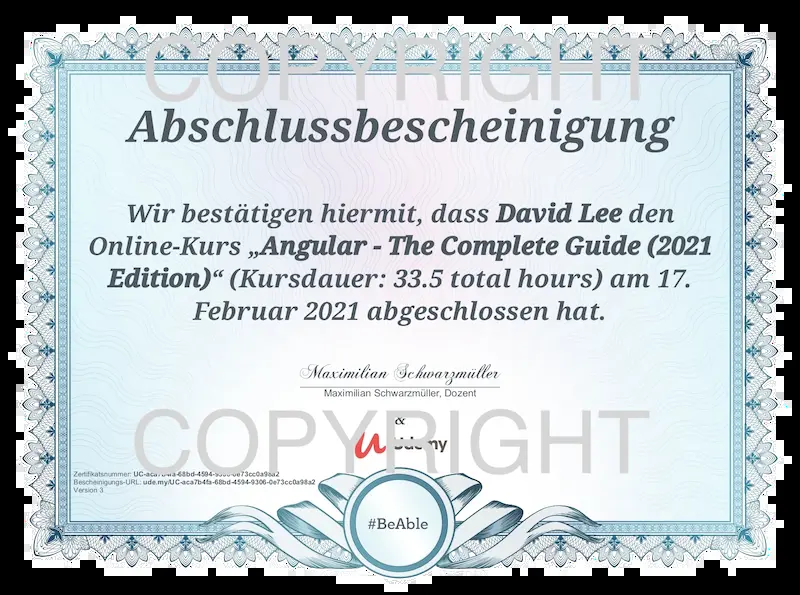 COPYRIGHT
Abschlussbescheinigung
Wir bestätigen hiermit, dass David Lee den
Online-Kurs „Angular - The Complete Guide (2021
Edition)“ (Kursdauer: 33.5 total hours) am 17.
Februar 2021 abgeschlossen hat.
Maximilian Schwarzmüller
Maximilian Schwarzmüller, Dozent
&
COPYRIGHT
Udemy
Zertifikatsnummer: UC-aca7b4fa-68bd-4594-9306-0e73cc0a98a2
Bescheinigungs-URL: ude.my/UC-aca7b4fa-68bd-4594-9306-0e73cc0a98a2
Version 3
#BeAble